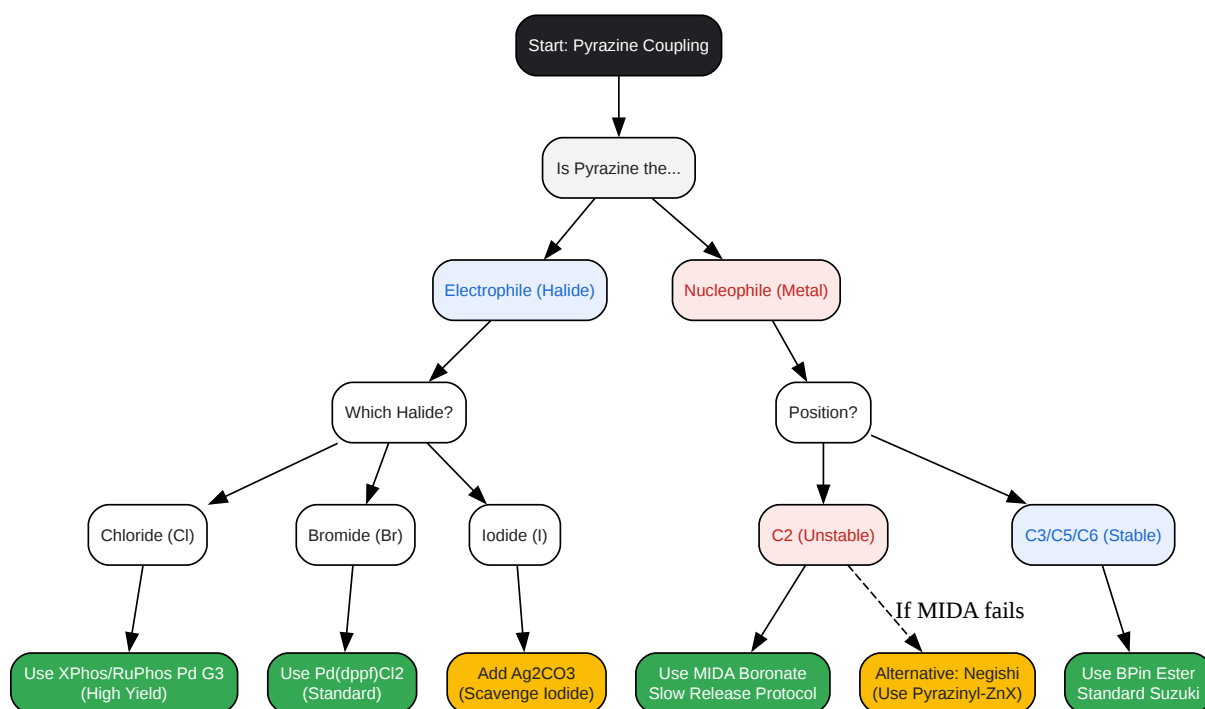 Start: Pyrazine Coupling
Is Pyrazine the...
Electrophile (Halide)
Nucleophile (Metal)
Which Halide?
Position?
Chloride (Cl)
Bromide (Br)
Iodide (I)
C2 (Unstable)
C3/C5/C6 (Stable)
If MIDA fails
Use XPhos/RuPhos Pd G3
(High Yield)
Use Pd(dppf)Cl2
(Standard)
Add Ag2CO3
(Scavenge Iodide)
Use MIDA Boronate
Slow Release Protocol
Alternative: Negishi
(Use Pyrazinyl-ZnX)
Use BPin Ester
Standard Suzuki